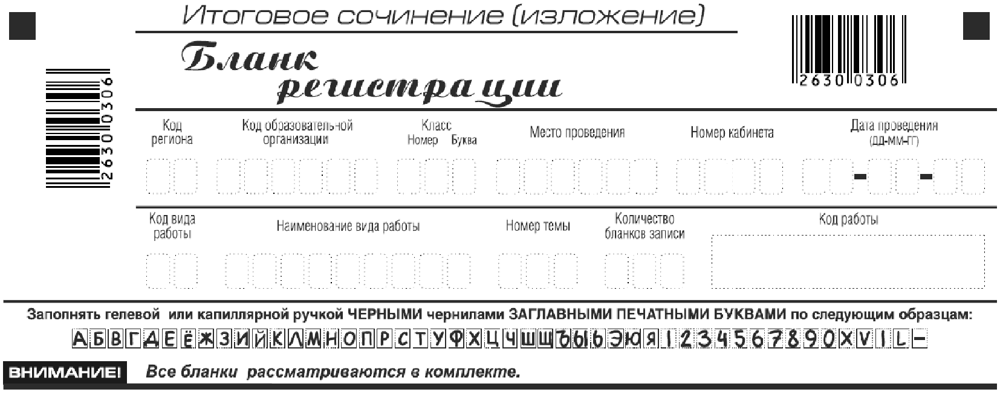 Итоговое сочинение (изложение)
Бланк
регистрации
2630 0306
2630 0306
Код
региона
Код образовательной
организации
Класс
Номер Буква
Место проведения
Номер кабинета
Дата проведения
(ДД-ММ-ГГ)
Код вида
работы
Наименование вида работы
Номер темы
Количество
бланков записи
Код работы
Заполнять гелевой или капиллярной ручкой ЧЕРНЫМИ чернилами ЗАГЛАВНЫМИ ПЕЧАТНЫМИ БУКВАМИ по следующим образцам:
А Б В Г Д Е Ё Ж З И Й К Л М Н О П Р С Т У Ф Х Ц Ч Ш Щ Ъ Ы Ь Э Ю Я 1 2 3 4 5 6 7 8 9 0 X V I L -
ВНИМАНИЕ! Все бланки рассматриваются в комплекте.